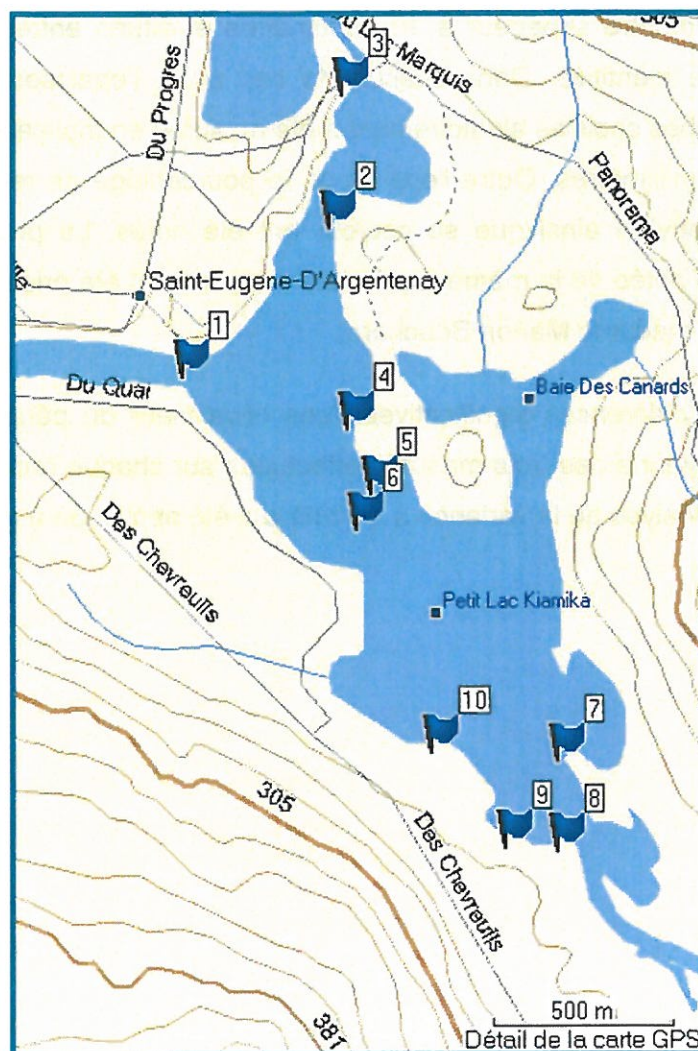 305
Du Lac Marquis
3
Du Progres
2
Panorama
Saint-Eugene-D'Argentenay
1
Du Quai
4
Baie Des Canards
5
6
Des Chevreuils
Petit Lac Kiamika
10
7
305
9
8
Des Chevreuils
500 m
381
Détail de la carte GPS